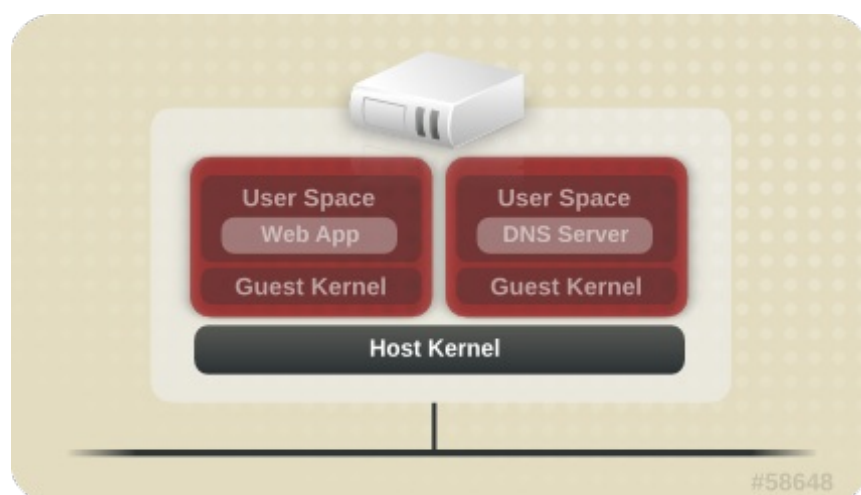 User Space
Web App
Guest Kernel
User Space
DNS Server
Guest Kernel
Host Kernel
#58648